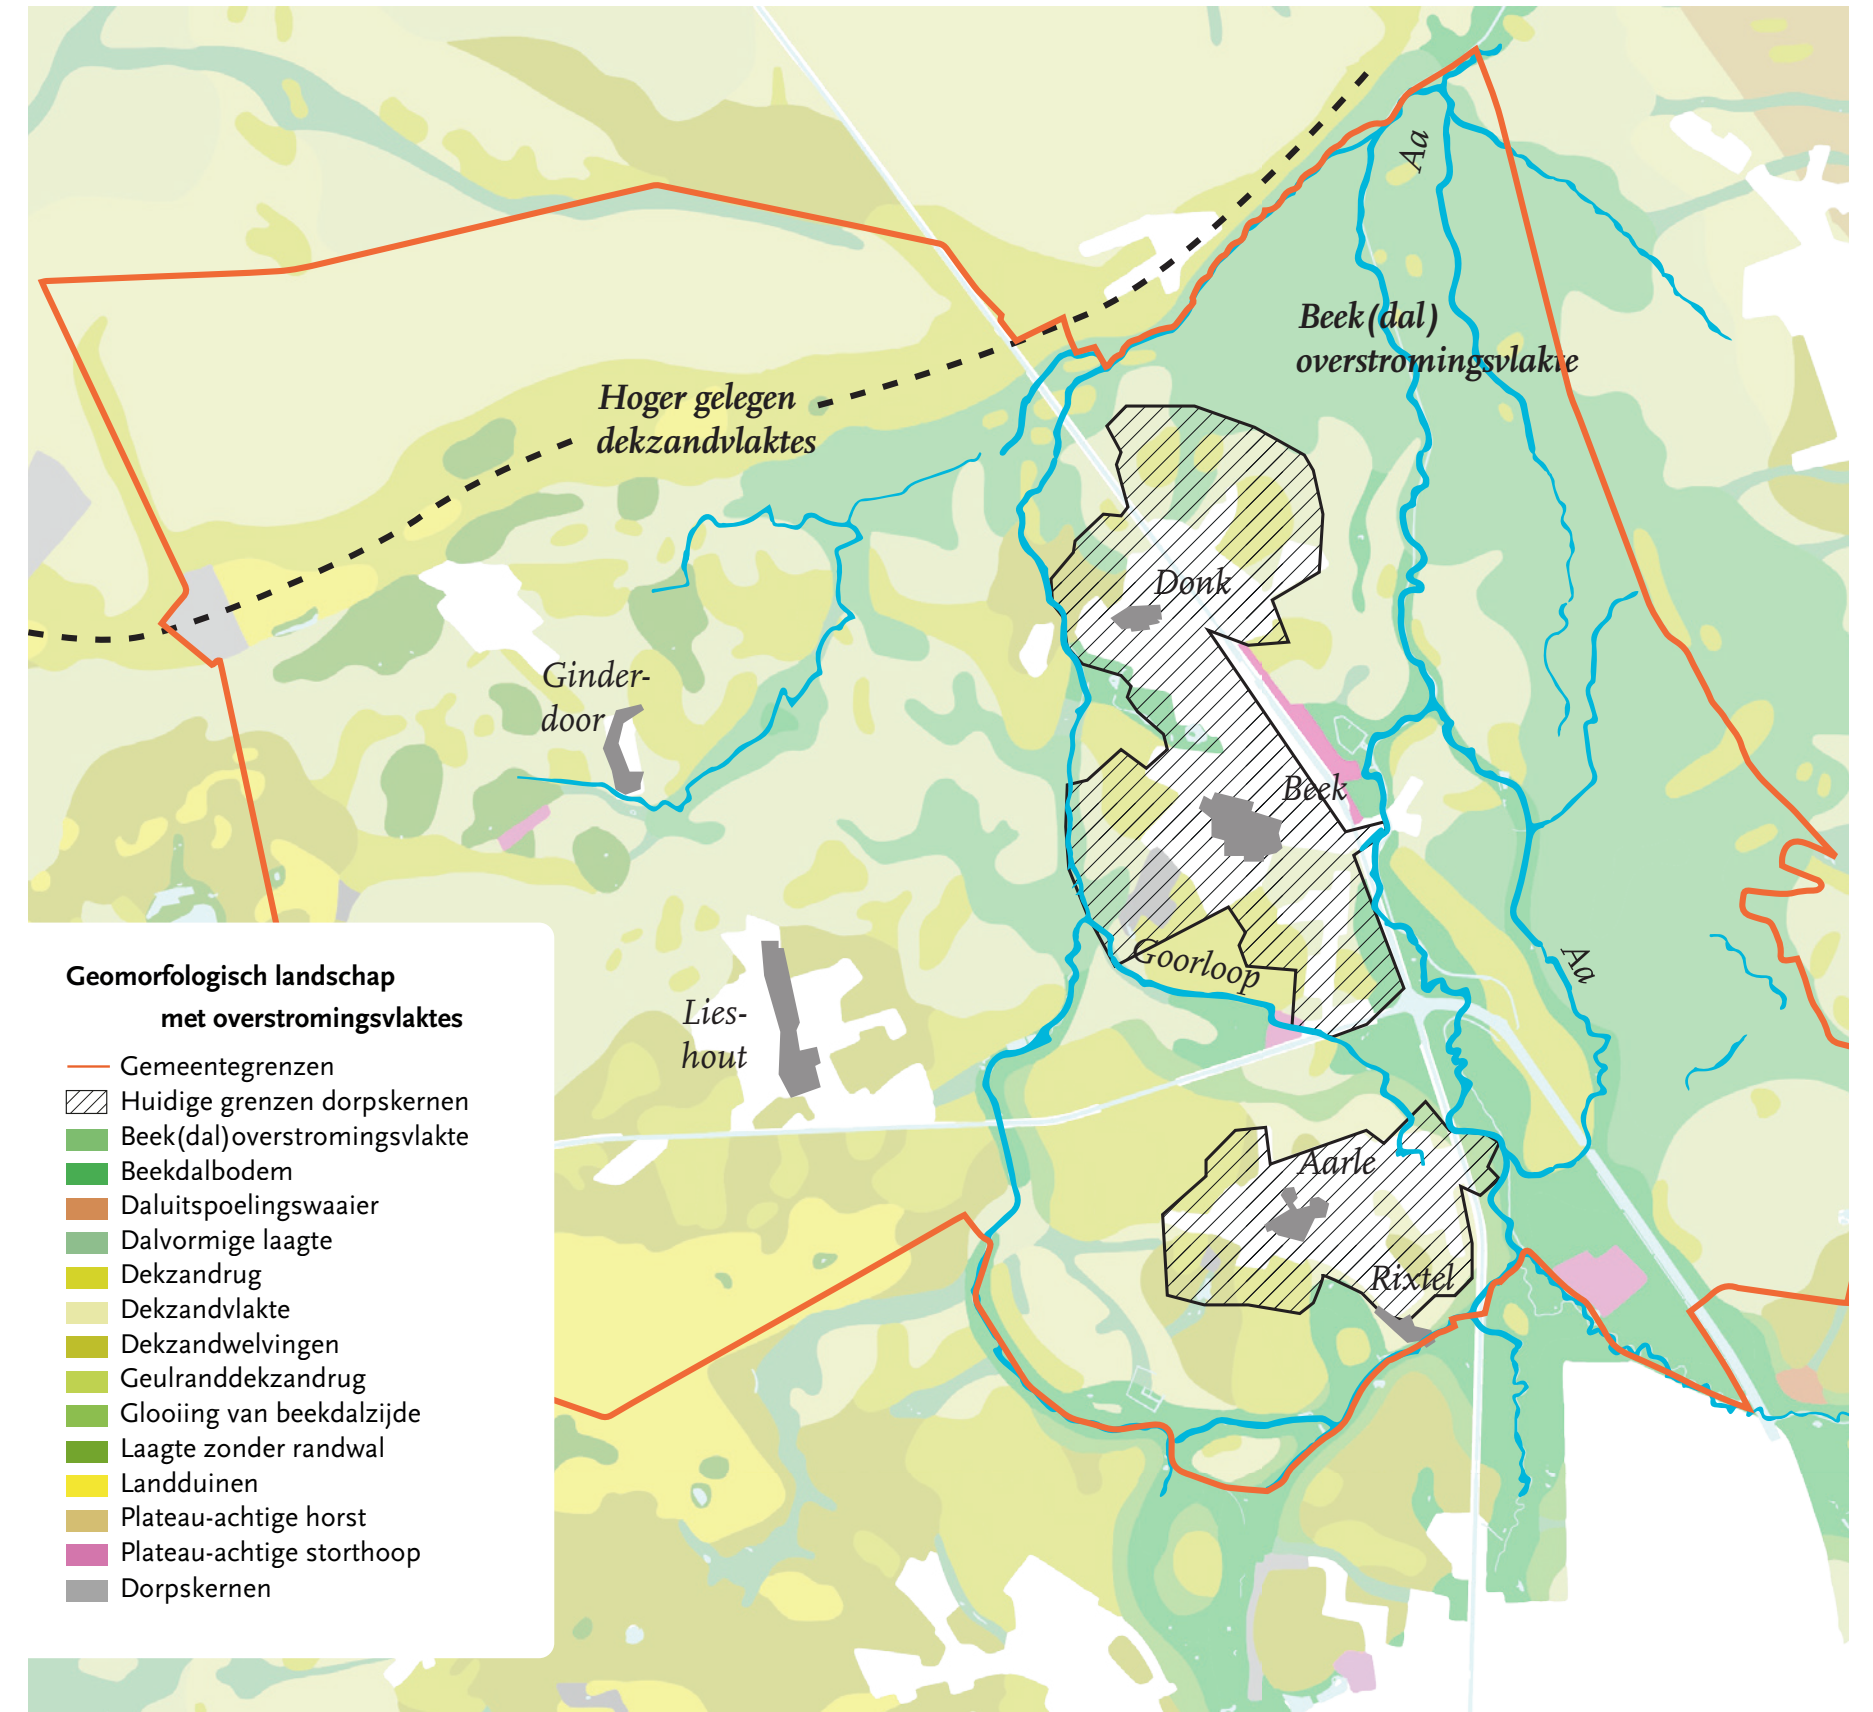 Aa
Beek(dal)
overstromingsvlakte
Hoger gelegen
dekzandvlaktes
Donk
Ginder-
door
Beek
Goorloop
Aa
Lies-
hout
Aarle
Rixtel
Geomorfologisch landschap
met overstromingsvlaktes
Gemeentegrenzen
Huidige grenzen dorpskernen
Beek(dal)overstromingsvlakte
Beekdalbodem
Daluitspoelingswaaier
Dalvormige laagte
Dekzandrug
Dekzandvlakte
Dekzandwelvingen
Geulranddekzandrug
Glooiing van beekdalzijde
Laagte zonder randwal
Landduinen
Plateau-achtige horst
Plateau-achtige storthoop
Dorpskernen